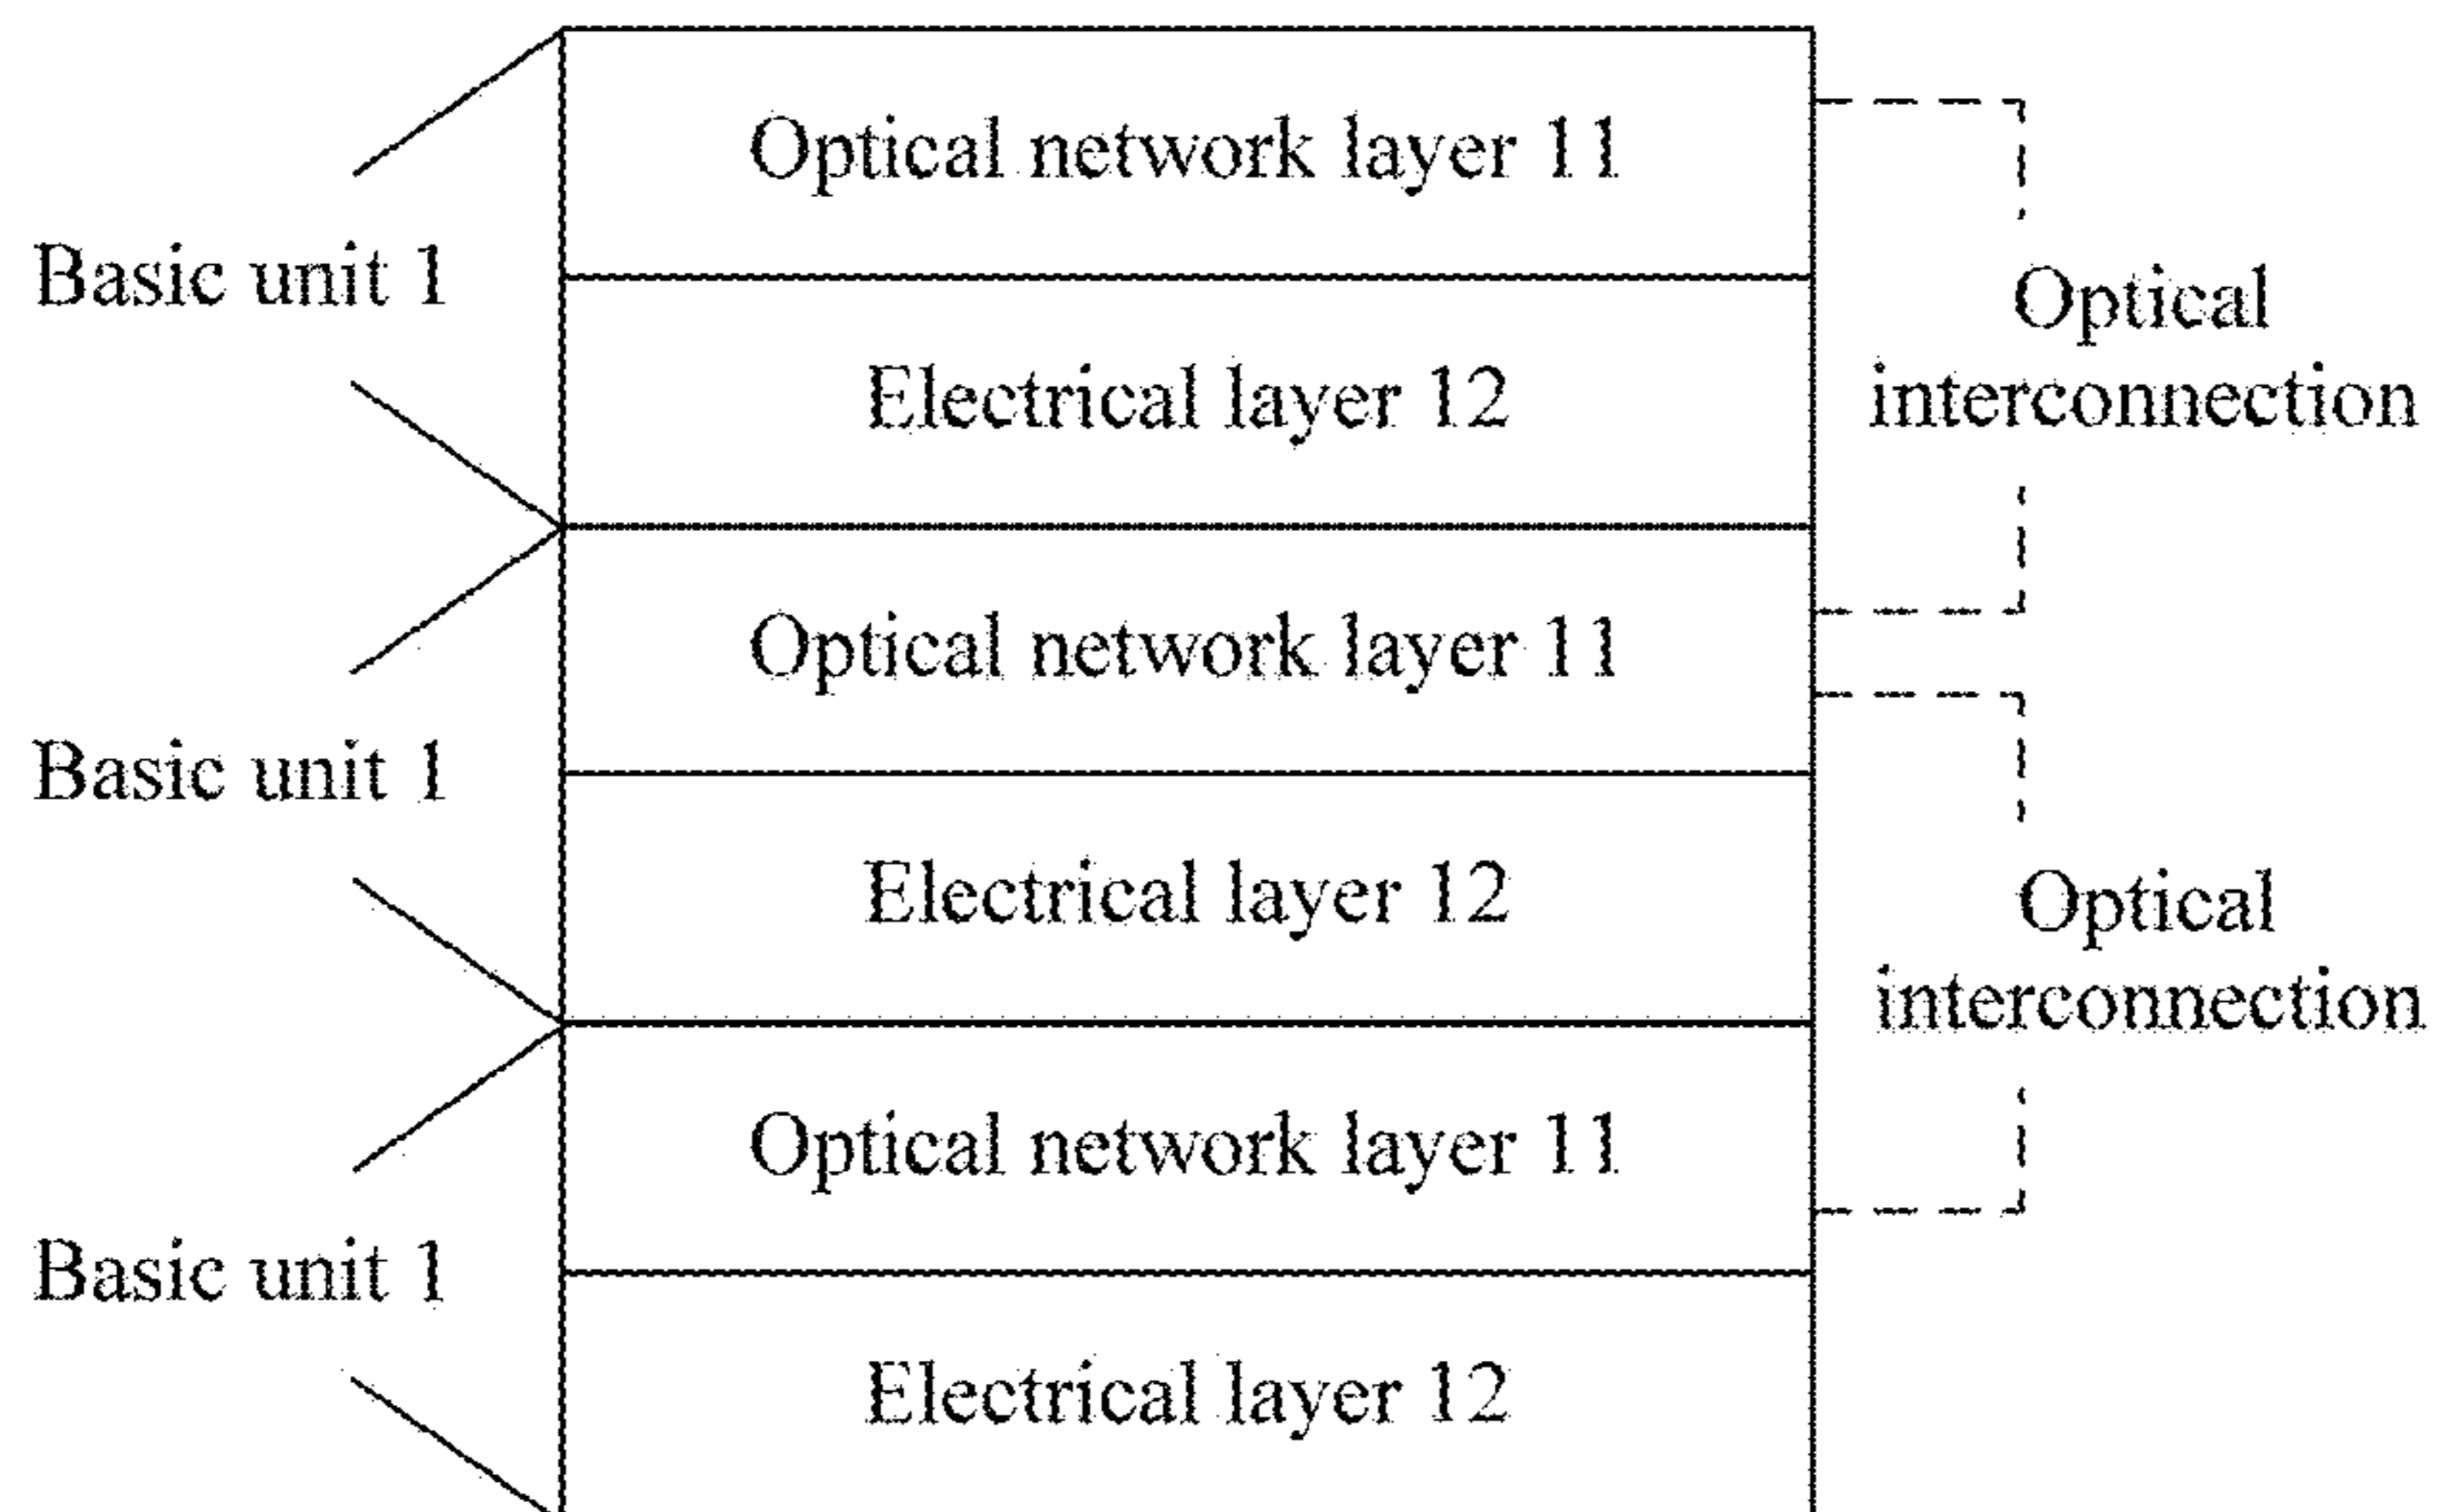 Optical network layer 11
Basic unit 1
Optical
interconnection
Electrical layer 12
Optical network layer 11
Basic unit 1
Electrical layer 12
Optical
interconnection
Optical network layer 11
Basic unit 1
Electrical layer 12